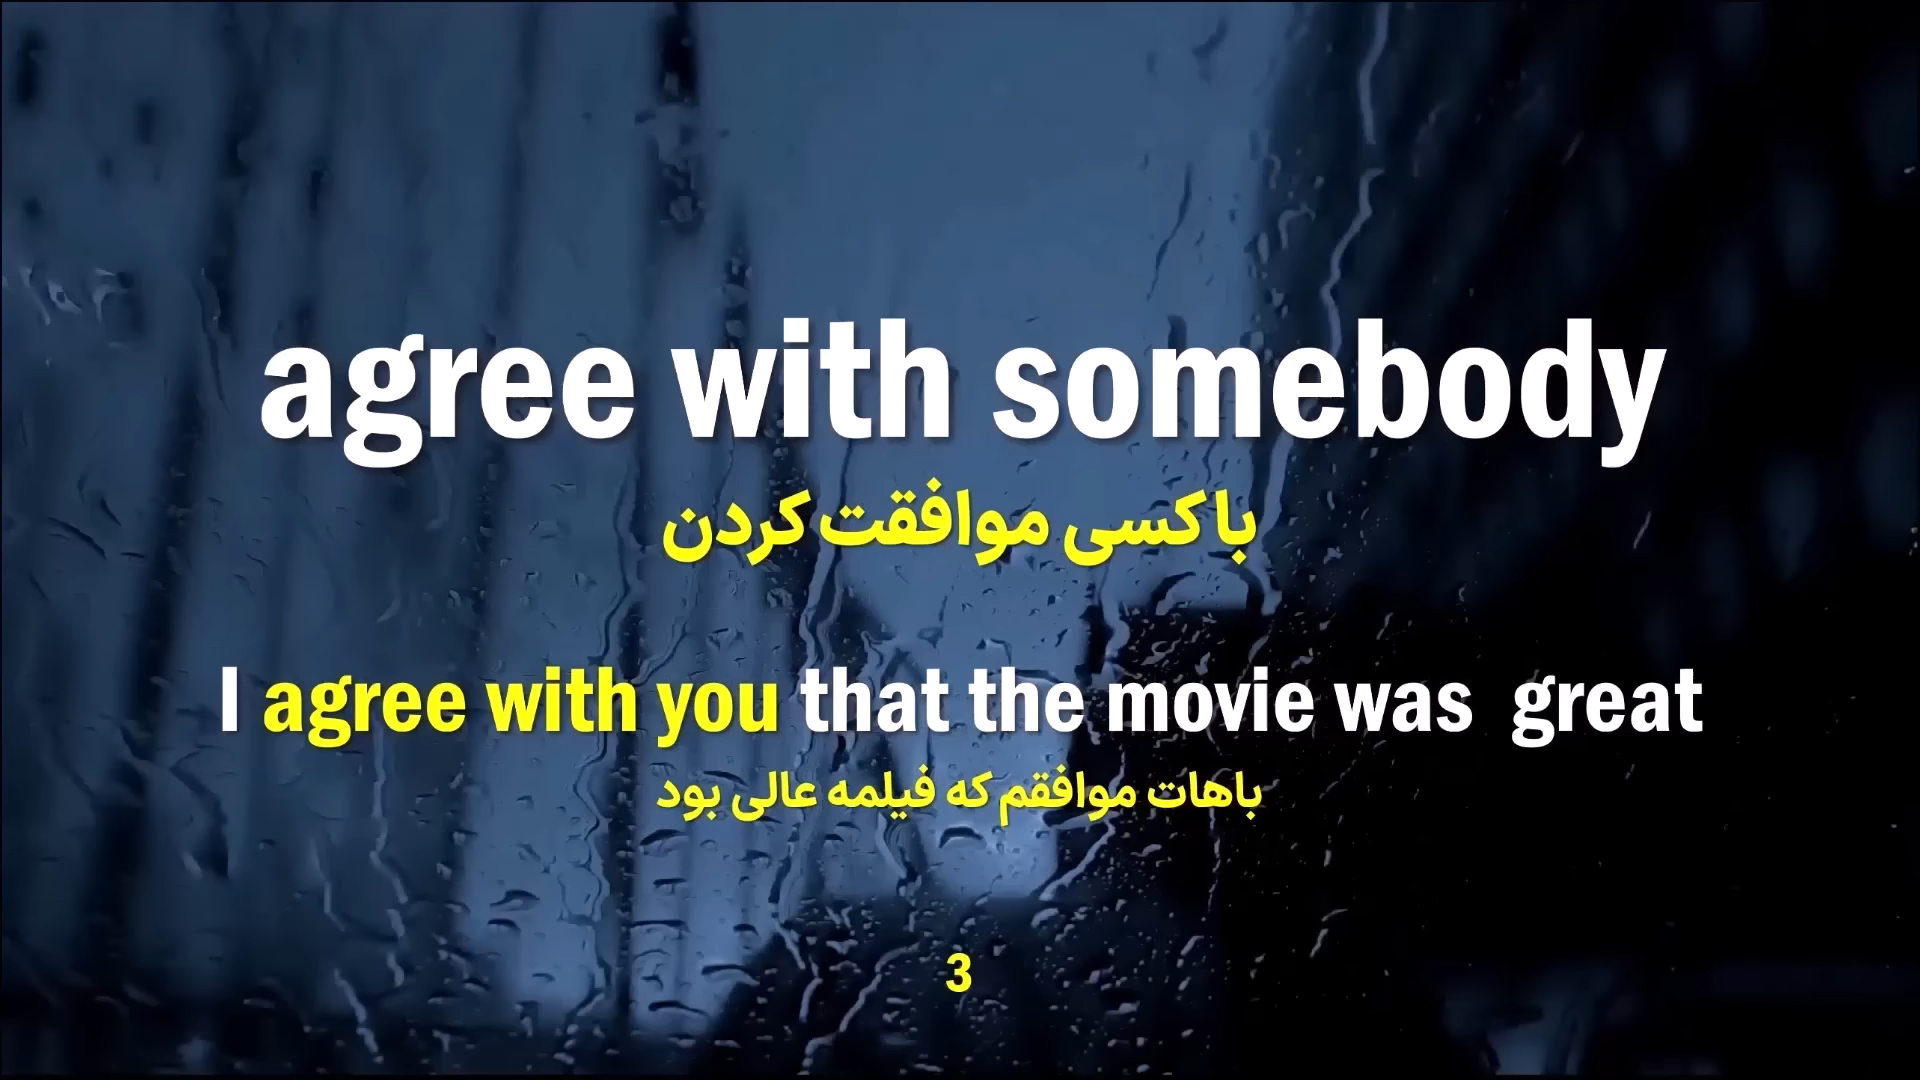 agree with somebody
با کسی موافقت کردن
I agree with you that the movie was great
باهات موافقم که فیلمه عالی بود
3